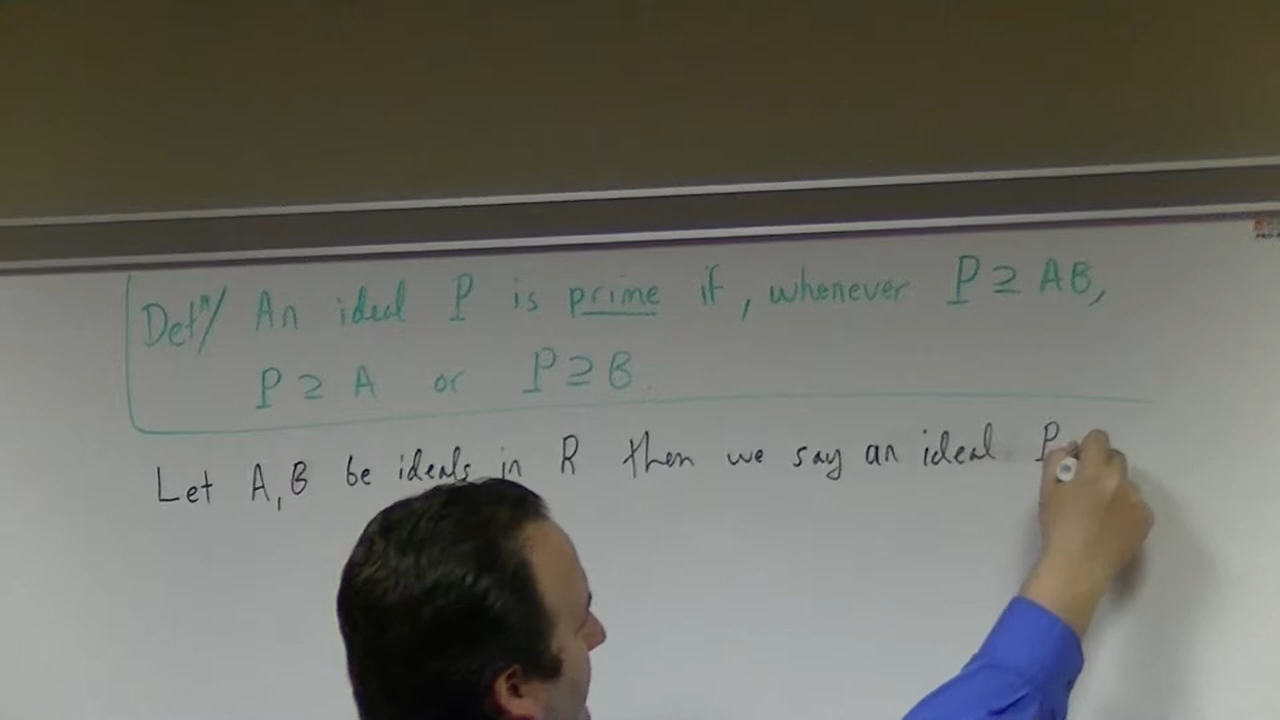 Defⁿ/ An ideal P is prime if, whenever P ⊇ AB,
P ⊇ A or P ⊇ B.
Let A, B be ideals in R then we say an ideal P